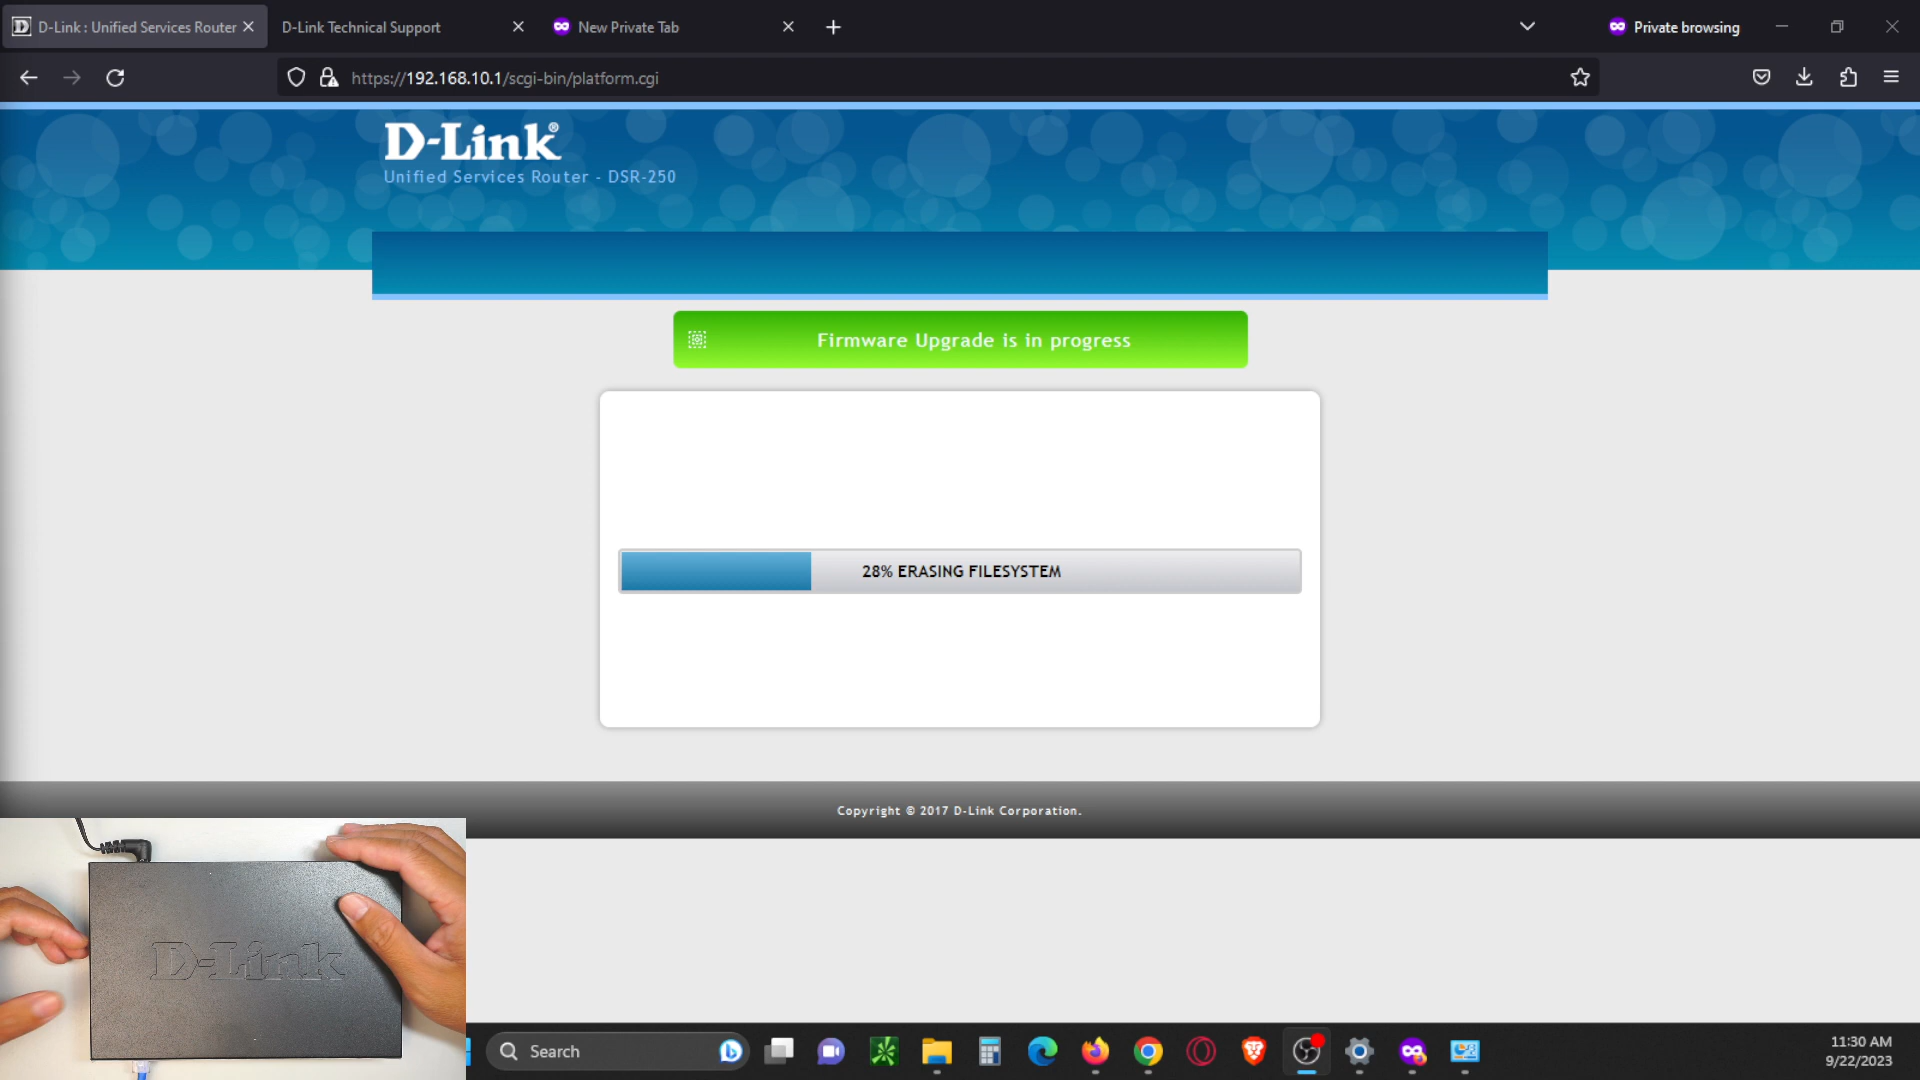 D-Link : Unified Services Router
D-Link Technical Support
New Private Tab
Private browsing
https://192.168.10.1/scgi-bin/platform.cgi
D-Link®
Unified Services Router - DSR-250
Firmware Upgrade is in progress
28% ERASING FILESYSTEM
Copyright © 2017 D-Link Corporation.
D-Link
Search
11:30 AM
9/22/2023